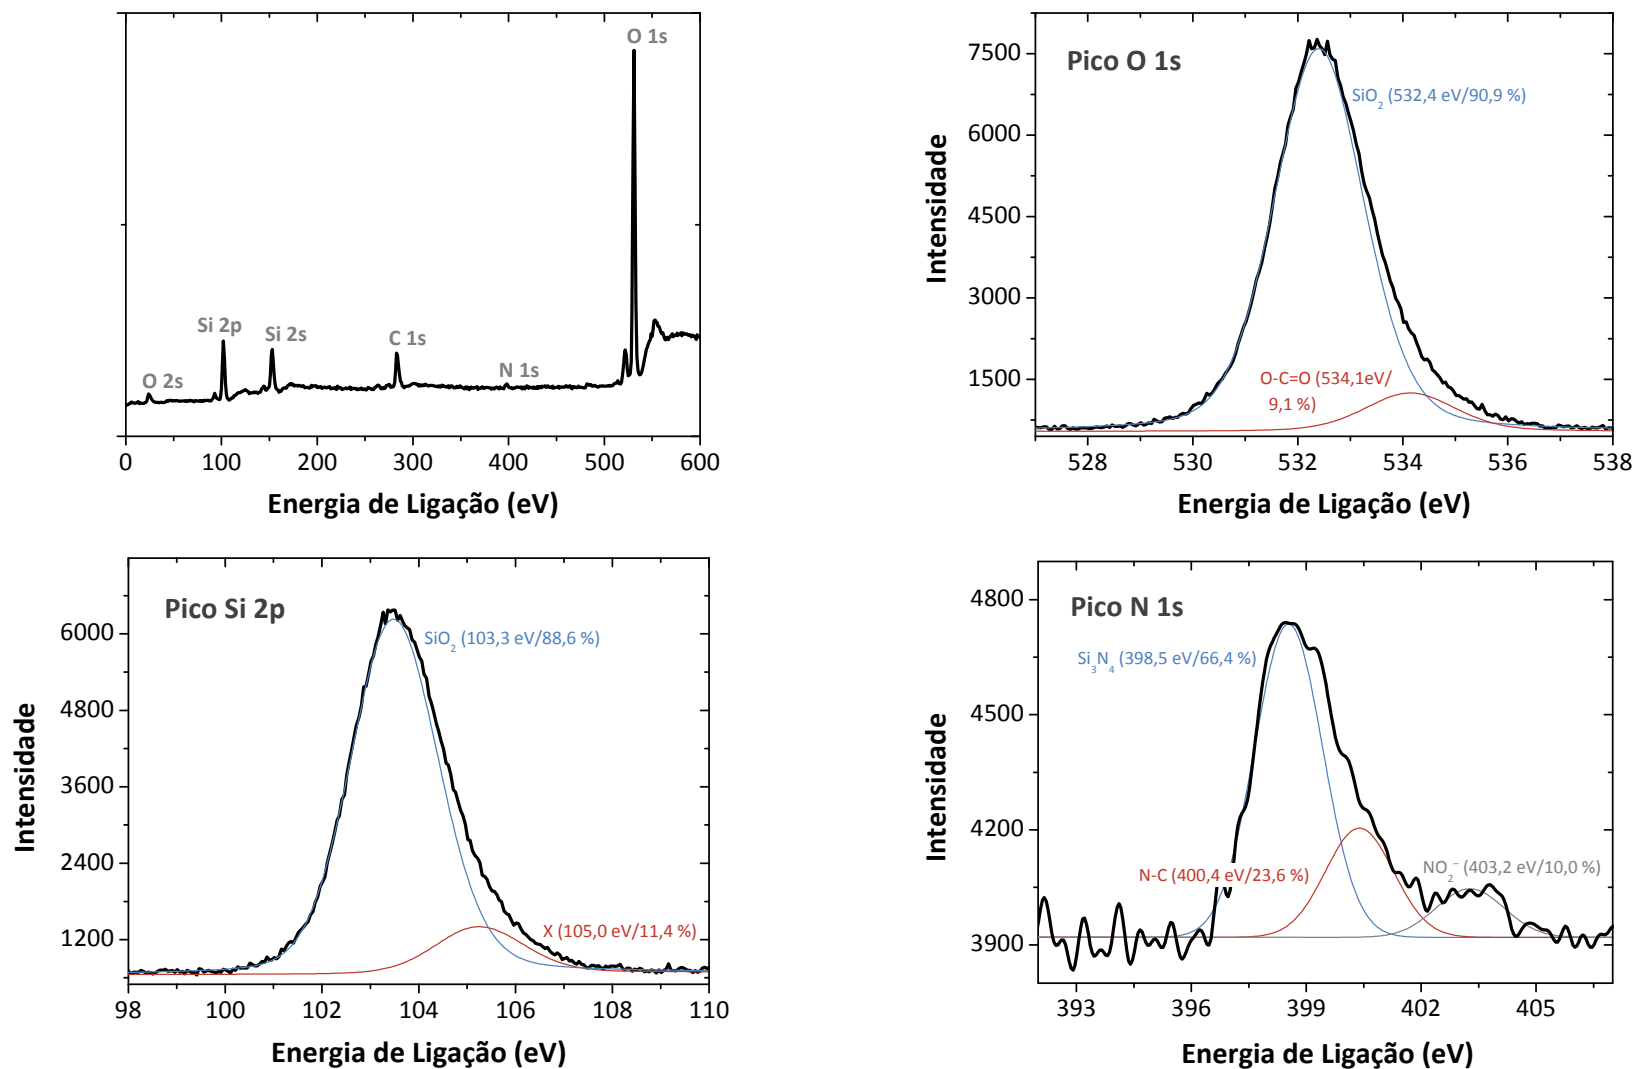 O 1s
Si 2p
Si 2s
C 1s
N 1s
O 2s
0 100 200 300 400 500 600
Energia de Ligação (eV)
Pico O 1s
SiO2 (532,4 eV/90,9 %)
O-C=O (534,1eV/
9,1 %)
7500
6000
4500
3000
1500
Intensidade
528 530 532 534 536 538
Energia de Ligação (eV)
Pico Si 2p
SiO2 (103,3 eV/88,6 %)
X (105,0 eV/11,4 %)
6000
4800
3600
2400
1200
Intensidade
98 100 102 104 106 108 110
Energia de Ligação (eV)
Pico N 1s
Si3N4 (398,5 eV/66,4 %)
N-C (400,4 eV/23,6 %)
NO2− (403,2 eV/10,0 %)
4800
4500
4200
3900
Intensidade
393 396 399 402 405
Energia de Ligação (eV)